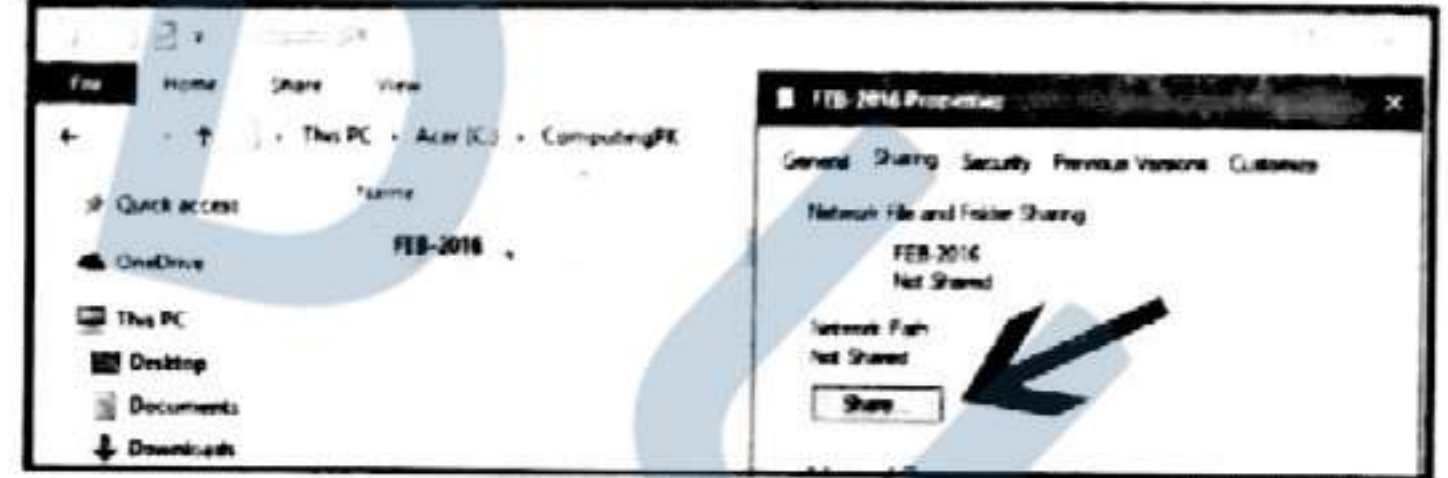 File Home Share View
This PC Acer (C:) ComputingPK
Quick access
Name
FEB-2016
OneDrive
This PC
Desktop
Documents
Downloads
FEB-2016 Properties
General Sharing Security Previous Versions Customize
Network File and Folder Sharing
FEB-2016
Not Shared
Network Path
Not Shared
Share...